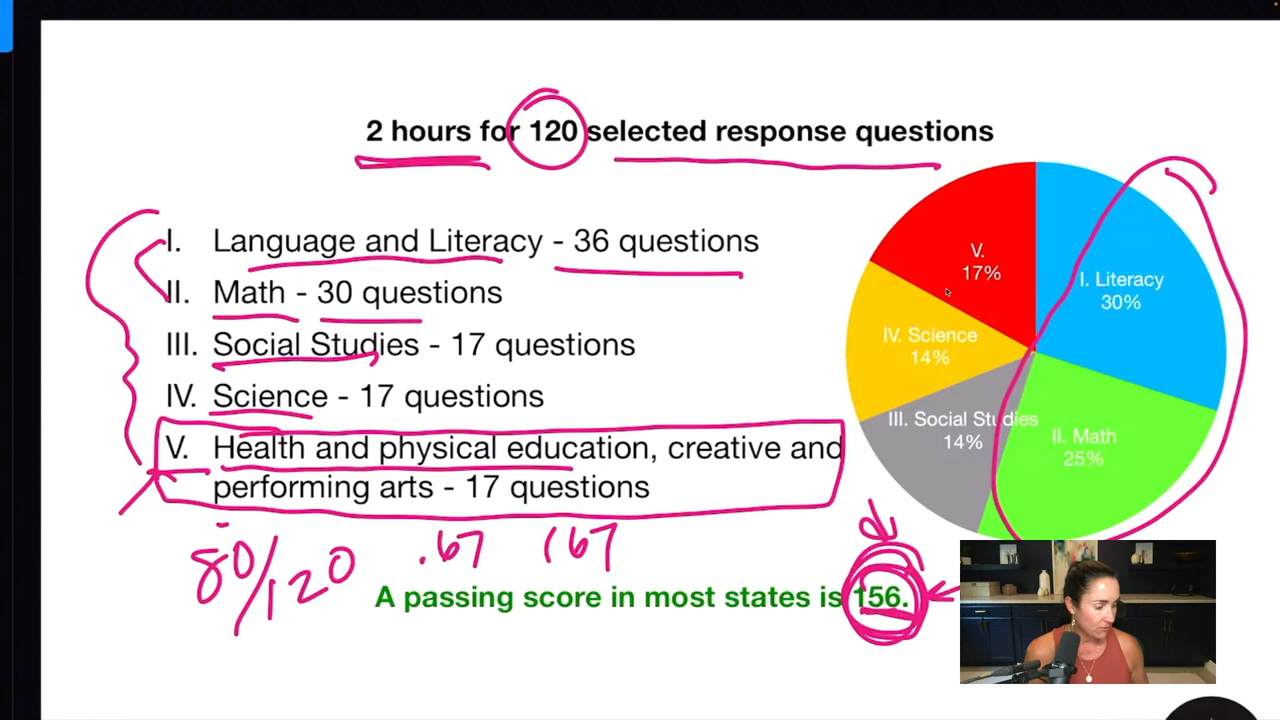 2 hours for 120 selected response questions
I. Language and Literacy - 36 questions
II. Math - 30 questions
III. Social Studies - 17 questions
IV. Science - 17 questions
V. Health and physical education, creative and
performing arts - 17 questions
80/120 .67 167
A passing score in most states is 156.
V.
17%
I. Literacy
30%
IV. Science
14%
III. Social Studies
14%
II. Math
25%